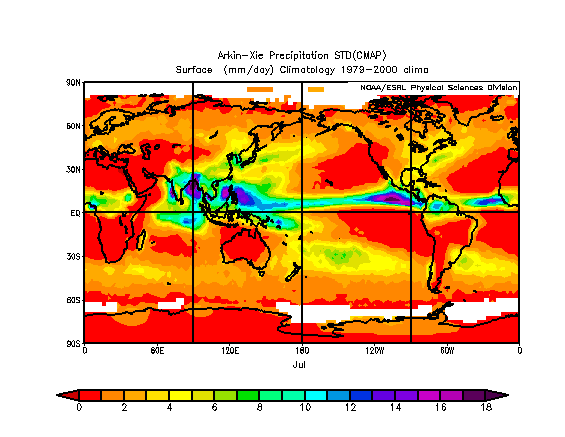 Arkin-Xie Precipitation STD(CMAP)
Surface (mm/day) Climatology 1979-2000 clima
NOAA/ESRL Physical Sciences Division
90N
60N
30N
EQ
30S
60S
90S
0 60E 120E 180 120W 60W 0
Jul
0 2 4 6 8 10 12 14 16 18